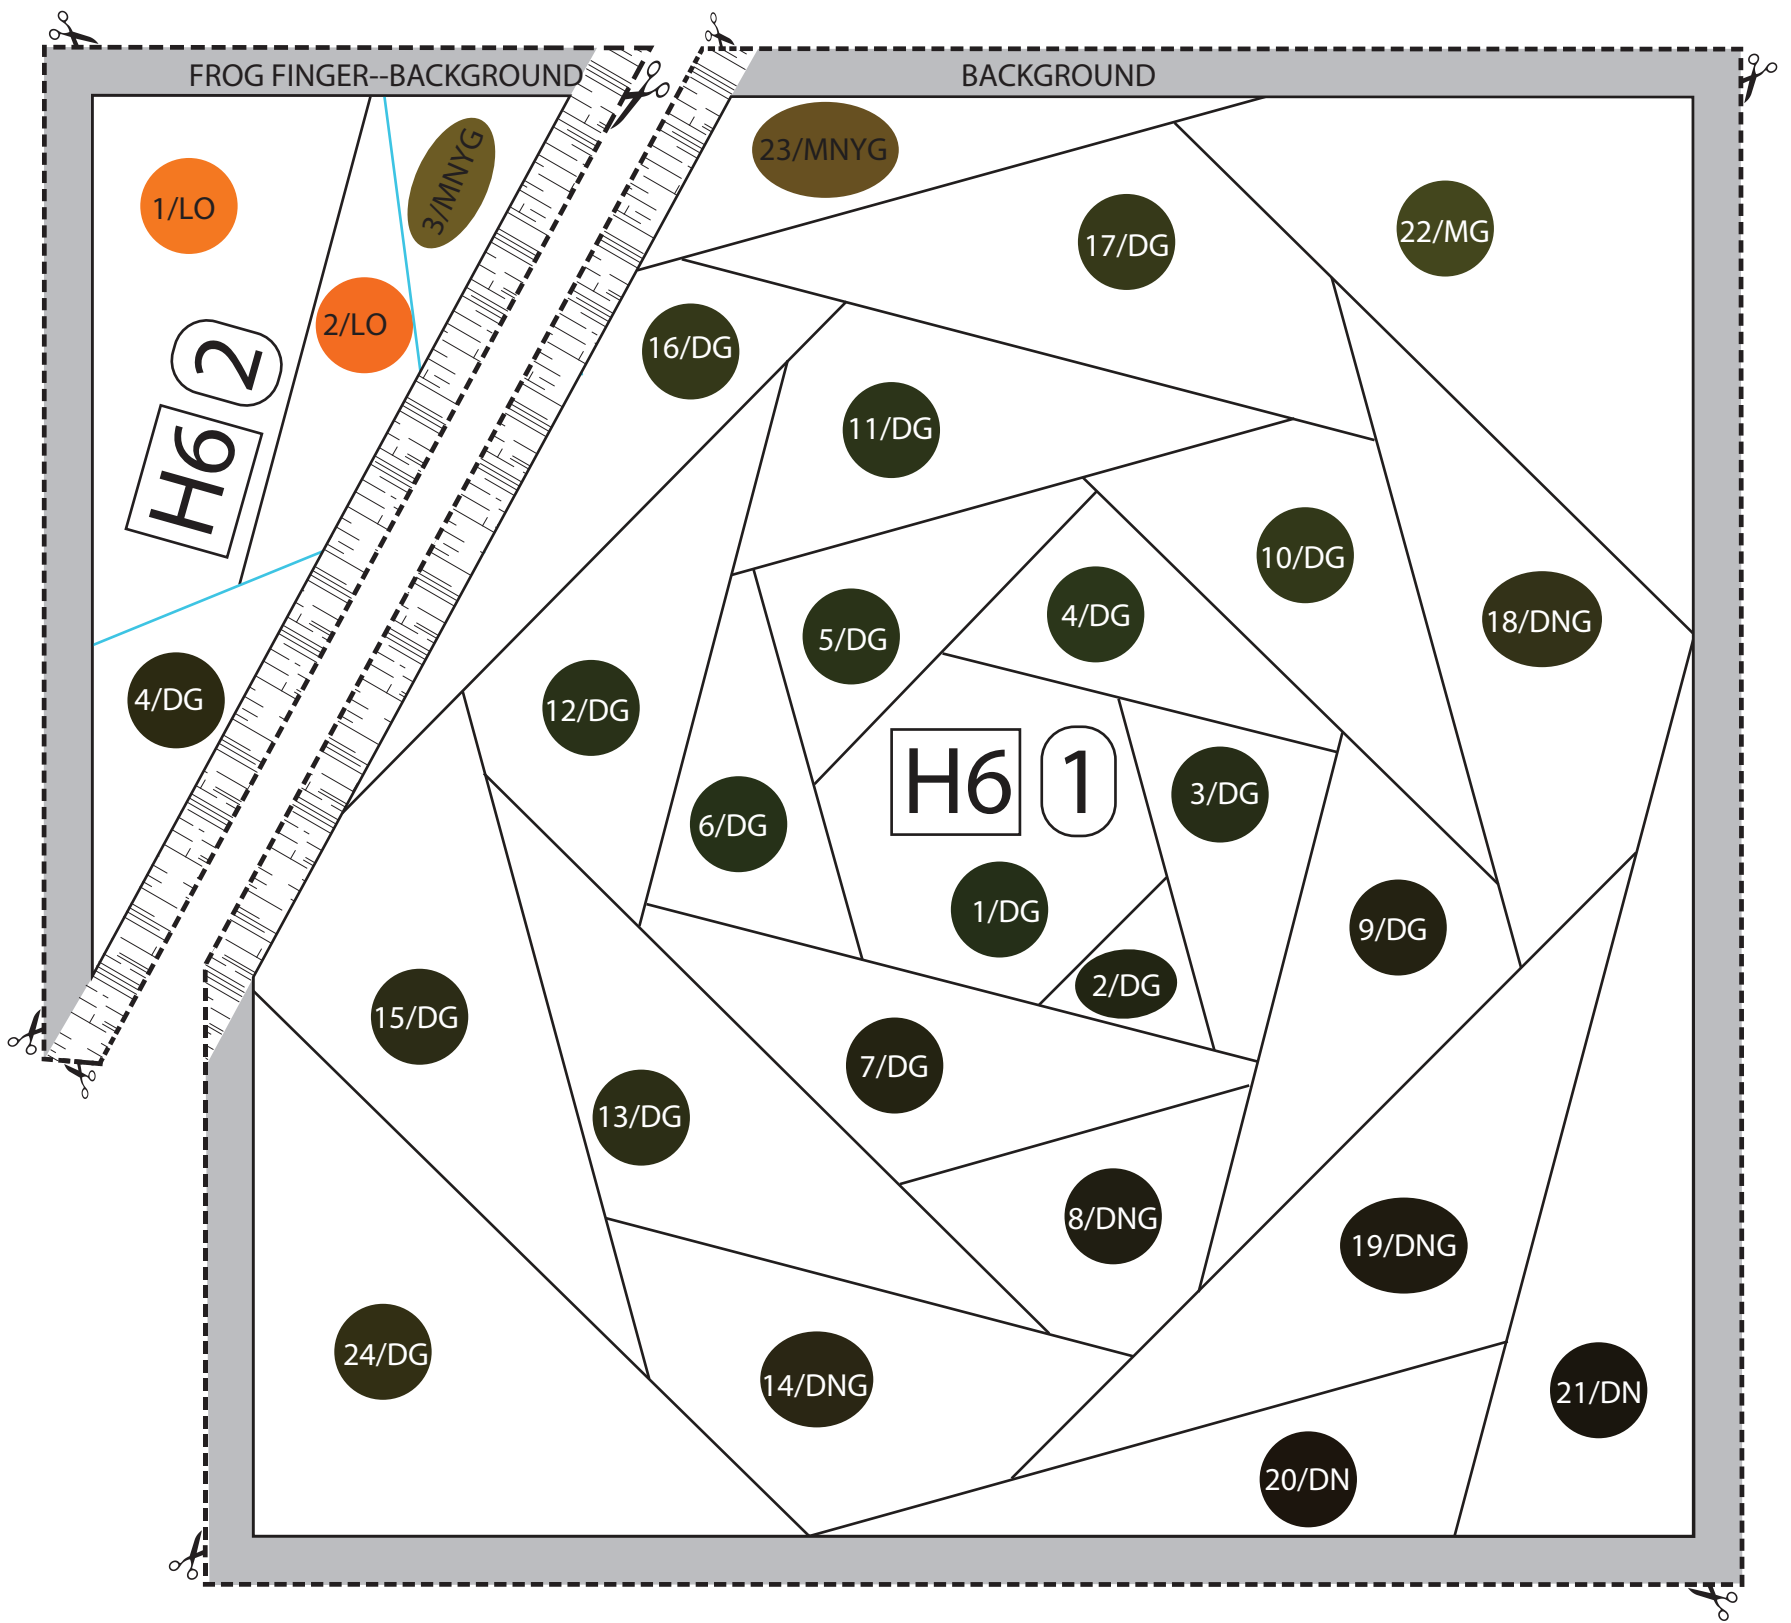 FROG FINGER--BACKGROUND
BACKGROUND
1/LO
3/MNYG
2/LO
H6 2
4/DG
23/MNYG
17/DG
22/MG
16/DG
11/DG
10/DG
18/DNG
5/DG
4/DG
12/DG
H6 1
3/DG
6/DG
1/DG
9/DG
2/DG
15/DG
7/DG
13/DG
8/DNG
19/DNG
24/DG
14/DNG
21/DN
20/DN